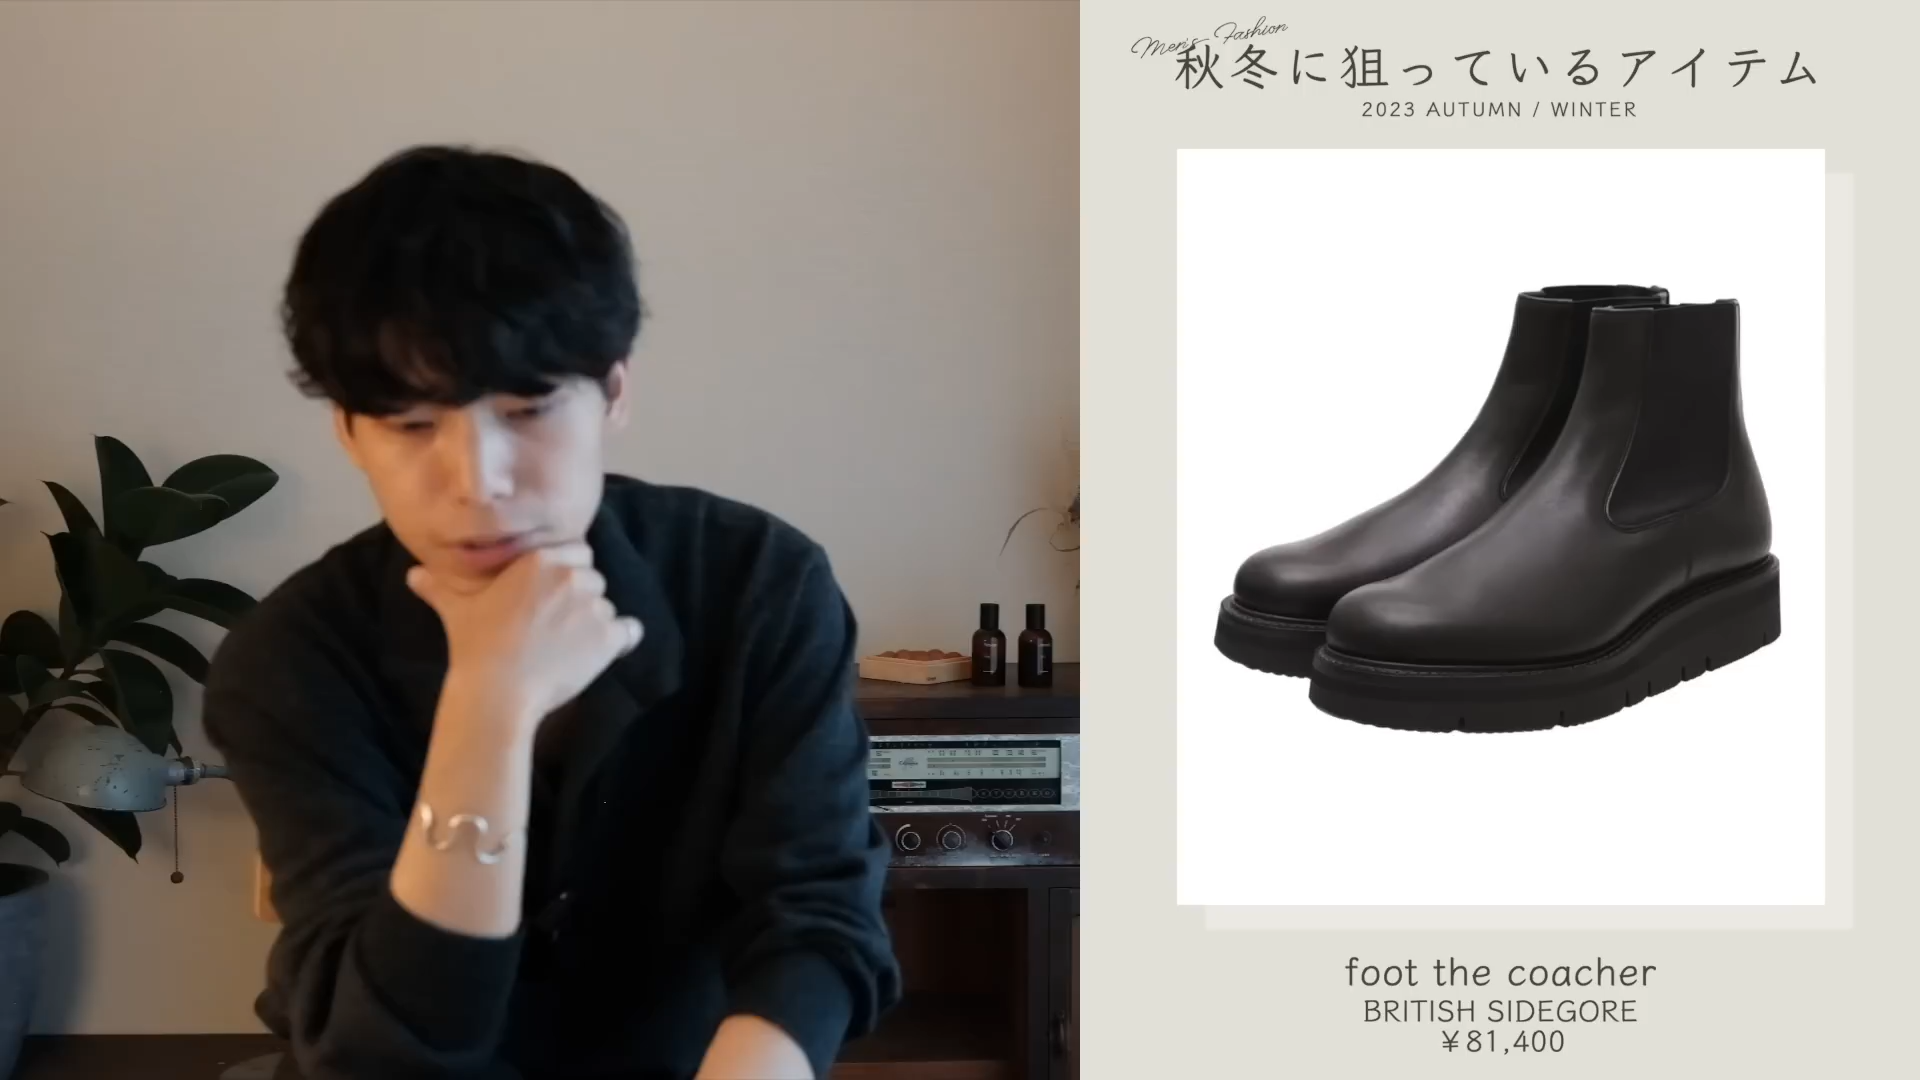 Men's Fashion
秋冬に狙っているアイテム
2023 AUTUMN / WINTER
foot the coacher
BRITISH SIDEGORE
¥81,400